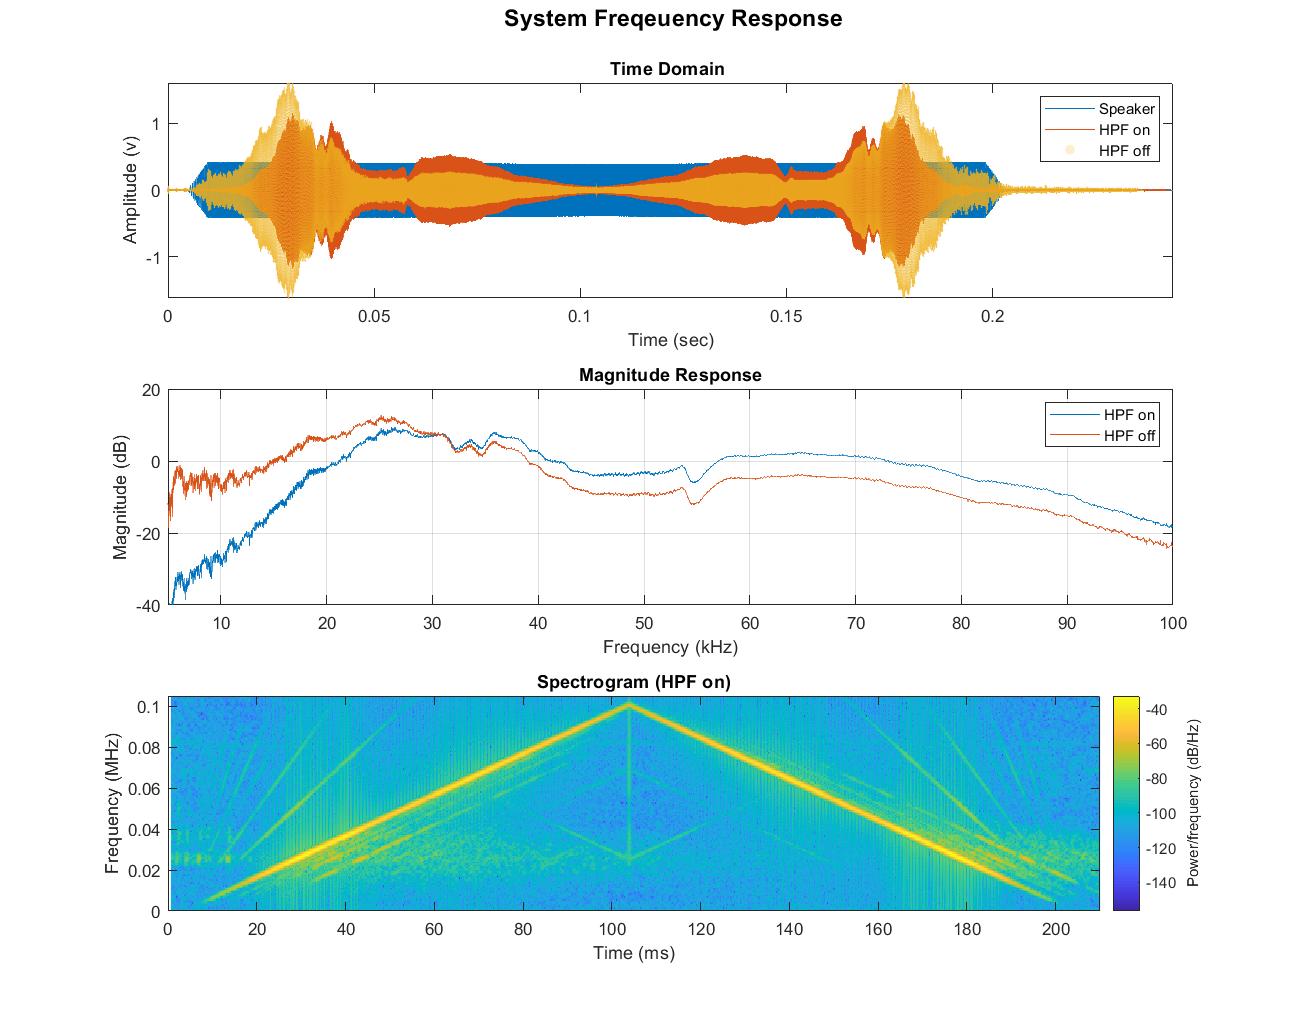 System Freqeuency Response
Time Domain
Amplitude (v)
1
0
-1
Speaker
HPF on
HPF off
0
0.05
0.1
0.15
0.2
Time (sec)
Magnitude Response
Magnitude (dB)
20
0
-20
-40
HPF on
HPF off
10
20
30
40
50
60
70
80
90
100
Frequency (kHz)
Spectrogram (HPF on)
Frequency (MHz)
0.1
0.08
0.06
0.04
0.02
0
0
20
40
60
80
100
120
140
160
180
200
Time (ms)
-40
-60
-80
-100
-120
-140
Power/frequency (dB/Hz)